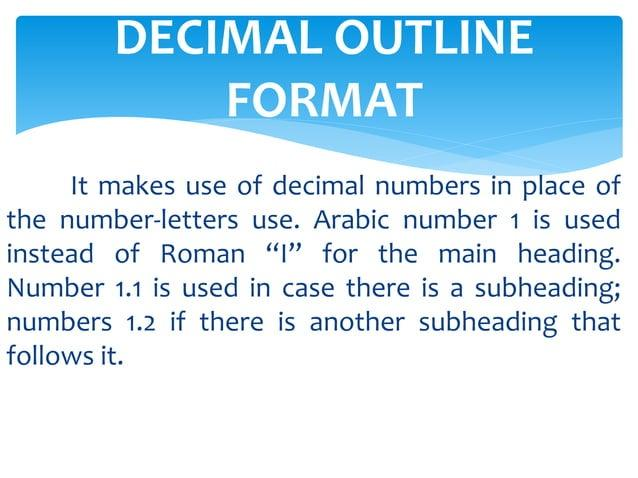 DECIMAL OUTLINE
FORMAT
It makes use of decimal numbers in place of
the number-letters use. Arabic number 1 is used
instead of Roman “I” for the main heading.
Number 1.1 is used in case there is a subheading;
numbers 1.2 if there is another subheading that
follows it.